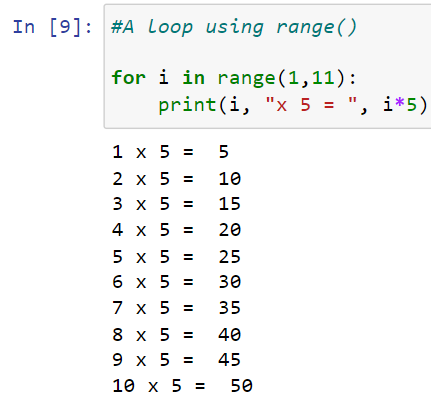 In [9]: #A loop using range()
for i in range(1,11):
    print(i, "x 5 = ", i*5)
1 x 5 =  5
2 x 5 =  10
3 x 5 =  15
4 x 5 =  20
5 x 5 =  25
6 x 5 =  30
7 x 5 =  35
8 x 5 =  40
9 x 5 =  45
10 x 5 =  50